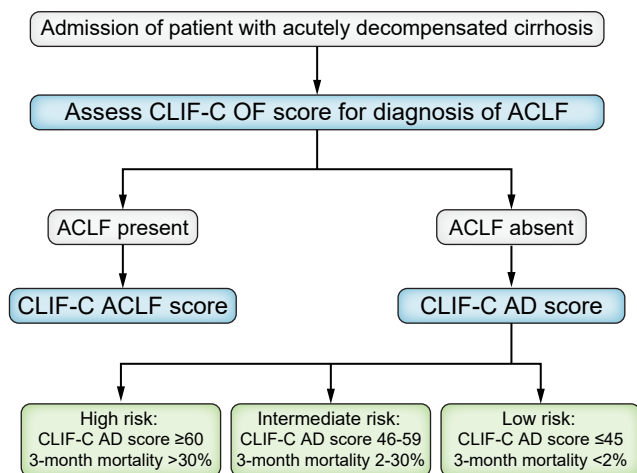 Admission of patient with acutely decompensated cirrhosis
Assess CLIF-C OF score for diagnosis of ACLF
ACLF present
ACLF absent
CLIF-C ACLF score
CLIF-C AD score
High risk:
CLIF-C AD score ≥60
3-month mortality >30%
Intermediate risk:
CLIF-C AD score 46-59
3-month mortality 2-30%
Low risk:
CLIF-C AD score ≤45
3-month mortality <2%